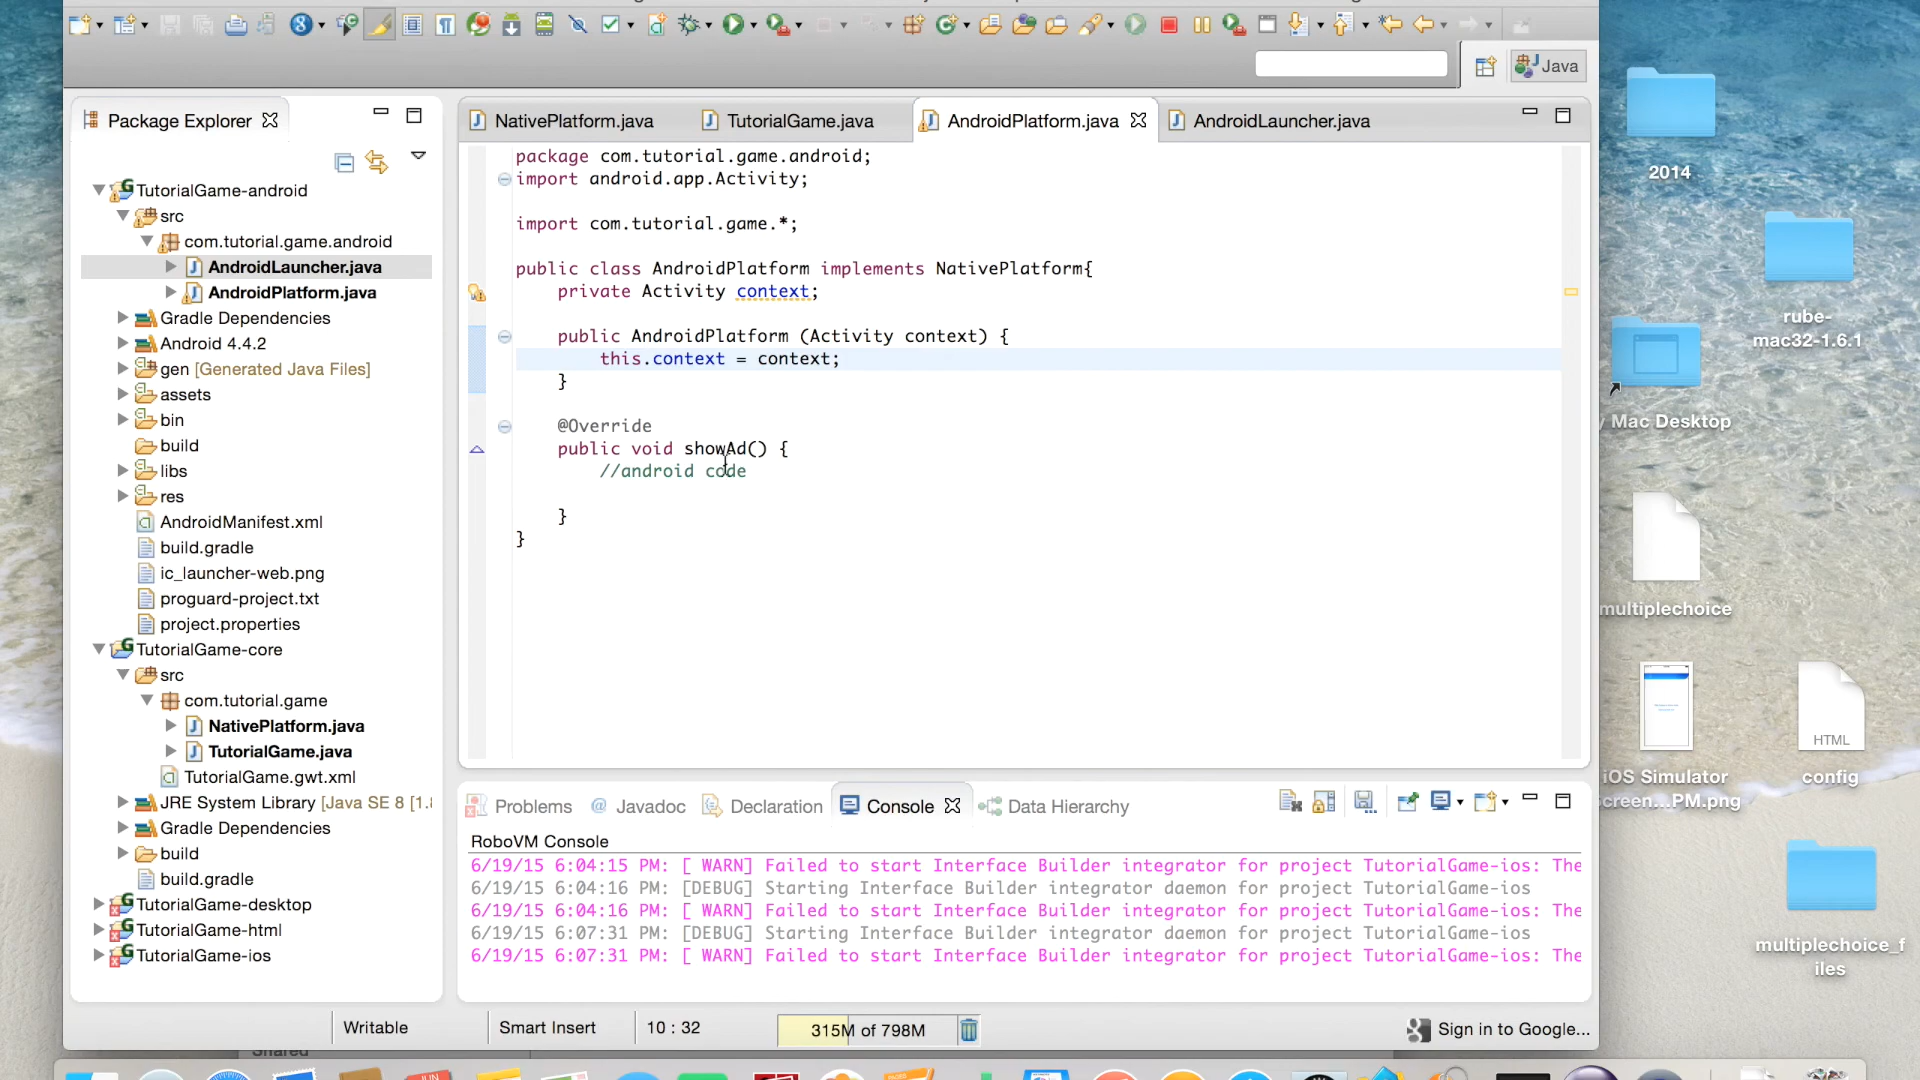 Java
Package Explorer
NativePlatform.java
TutorialGame.java
AndroidPlatform.java
AndroidLauncher.java
TutorialGame-android
src
com.tutorial.game.android
AndroidLauncher.java
AndroidPlatform.java
Gradle Dependencies
Android 4.4.2
gen [Generated Java Files]
assets
bin
build
libs
res
AndroidManifest.xml
build.gradle
ic_launcher-web.png
proguard-project.txt
project.properties
TutorialGame-core
src
com.tutorial.game
NativePlatform.java
TutorialGame.java
TutorialGame.gwt.xml
JRE System Library [Java SE 8 [1.8
Gradle Dependencies
build
build.gradle
TutorialGame-desktop
TutorialGame-html
TutorialGame-ios
package com.tutorial.game.android;
import android.app.Activity;
import com.tutorial.game.*;
public class AndroidPlatform implements NativePlatform{
private Activity context;
public AndroidPlatform (Activity context) {
this.context = context;
}
@Override
public void showAd() {
//android code
}
}
Problems
Javadoc
Declaration
Console
Data Hierarchy
RoboVM Console
6/19/15 6:04:15 PM: [ WARN] Failed to start Interface Builder integrator for project TutorialGame-ios: The
6/19/15 6:04:16 PM: [DEBUG] Starting Interface Builder integrator daemon for project TutorialGame-ios
6/19/15 6:04:16 PM: [ WARN] Failed to start Interface Builder integrator for project TutorialGame-ios: The
6/19/15 6:07:31 PM: [DEBUG] Starting Interface Builder integrator daemon for project TutorialGame-ios
6/19/15 6:07:31 PM: [ WARN] Failed to start Interface Builder integrator for project TutorialGame-ios: The
Writable
Smart Insert
10 : 32
315M of 798M
Sign in to Google...
Shared
2014
rube-
mac32-1.6.1
y Mac Desktop
multiplechoice
HTML
iOS Simulator
Screen...PM.png
config
multiplechoice_f
iles